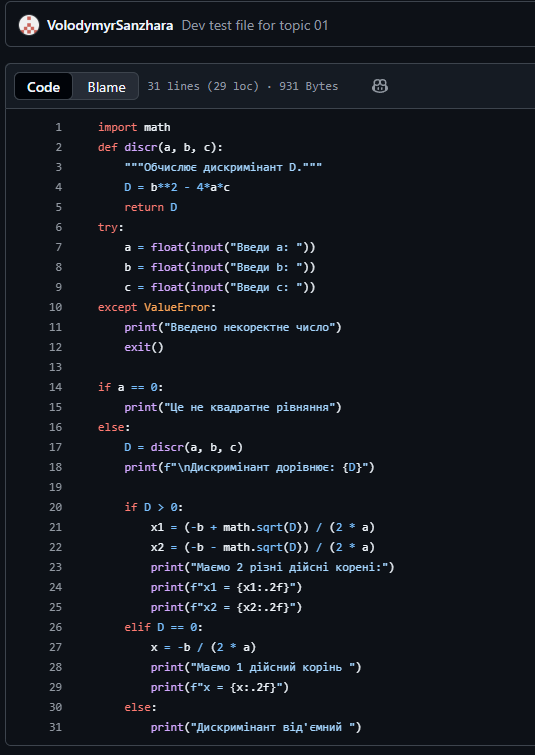 VolodymyrSanzhara Dev test file for topic 01
Code Blame 31 lines (29 loc) · 931 Bytes
1 import math
2 def discr(a, b, c):
3     """Обчислює дискримінант D."""
4     D = b**2 - 4*a*c
5     return D
6 try:
7     a = float(input("Введи a: "))
8     b = float(input("Введи b: "))
9     c = float(input("Введи c: "))
10 except ValueError:
11     print("Введено некоректне число")
12     exit()
13
14 if a == 0:
15     print("Це не квадратне рівняння")
16 else:
17     D = discr(a, b, c)
18     print(f"\nДискримінант дорівнює: {D}")
19
20     if D > 0:
21         x1 = (-b + math.sqrt(D)) / (2 * a)
22         x2 = (-b - math.sqrt(D)) / (2 * a)
23         print("Маємо 2 різні дійсні корені:")
24         print(f"x1 = {x1:.2f}")
25         print(f"x2 = {x2:.2f}")
26     elif D == 0:
27         x = -b / (2 * a)
28         print("Маємо 1 дійсний корінь ")
29         print(f"x = {x:.2f}")
30     else:
31         print("Дискримінант від'ємний ")